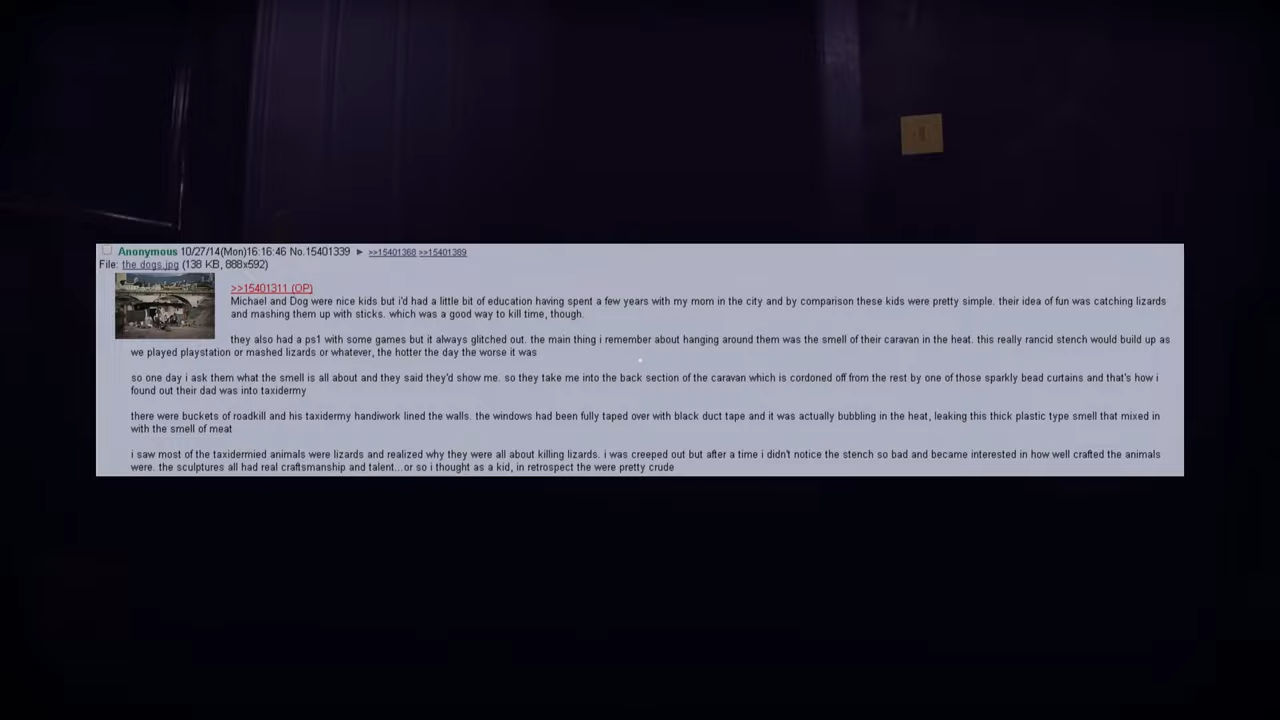 Anonymous 10/27/14(Mon)16:16:46 No.15401339 ▶ >>15401368 >>15401389
File: the dogs.jpg (138 KB, 888x592)
>>15401311 (OP)
Michael and Dog were nice kids but i'd had a little bit of education having spent a few years with my mom in the city and by comparison these kids were pretty simple. their idea of fun was catching lizards
and mashing them up with sticks. which was a good way to kill time, though.
they also had a ps1 with some games but it always glitched out. the main thing i remember about hanging around them was the smell of their caravan in the heat. this really rancid stench would build up as
we played playstation or mashed lizards or whatever, the hotter the day the worse it was
so one day i ask them what the smell is all about and they said they'd show me. so they take me into the back section of the caravan which is cordoned off from the rest by one of those sparkly bead curtains and that's how i
found out their dad was into taxidermy
there were buckets of roadkill and his taxidermy handiwork lined the walls. the windows had been fully taped over with black duct tape and it was actually bubbling in the heat, leaking this thick plastic type smell that mixed in
with the smell of meat
i saw most of the taxidermied animals were lizards and realized why they were all about killing lizards. i was creeped out but after a time i didn't notice the stench so bad and became interested in how well crafted the animals
were. the sculptures all had real craftsmanship and talent...or so i thought as a kid, in retrospect the were pretty crude